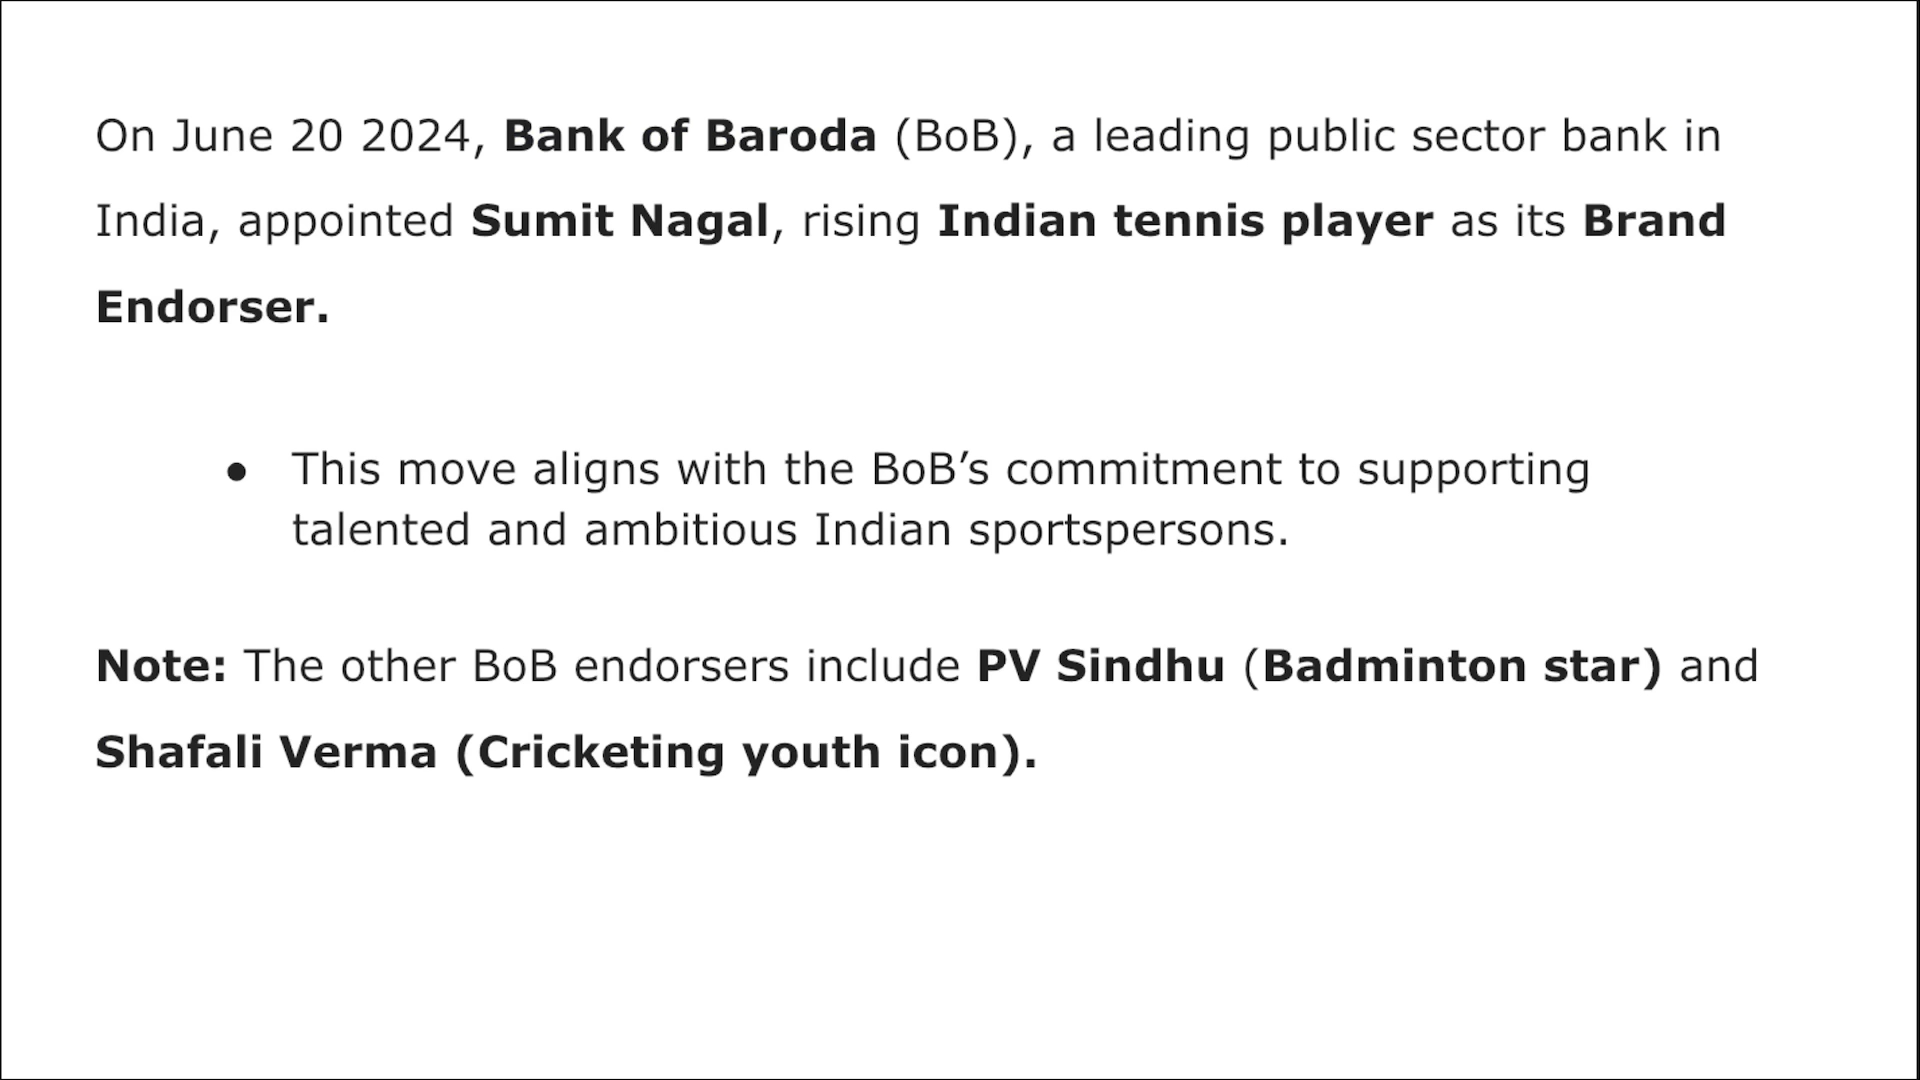 On June 20 2024, Bank of Baroda (BoB), a leading public sector bank in
India, appointed Sumit Nagal, rising Indian tennis player as its Brand
Endorser.
● This move aligns with the BoB’s commitment to supporting
talented and ambitious Indian sportspersons.
Note: The other BoB endorsers include PV Sindhu (Badminton star) and
Shafali Verma (Cricketing youth icon).